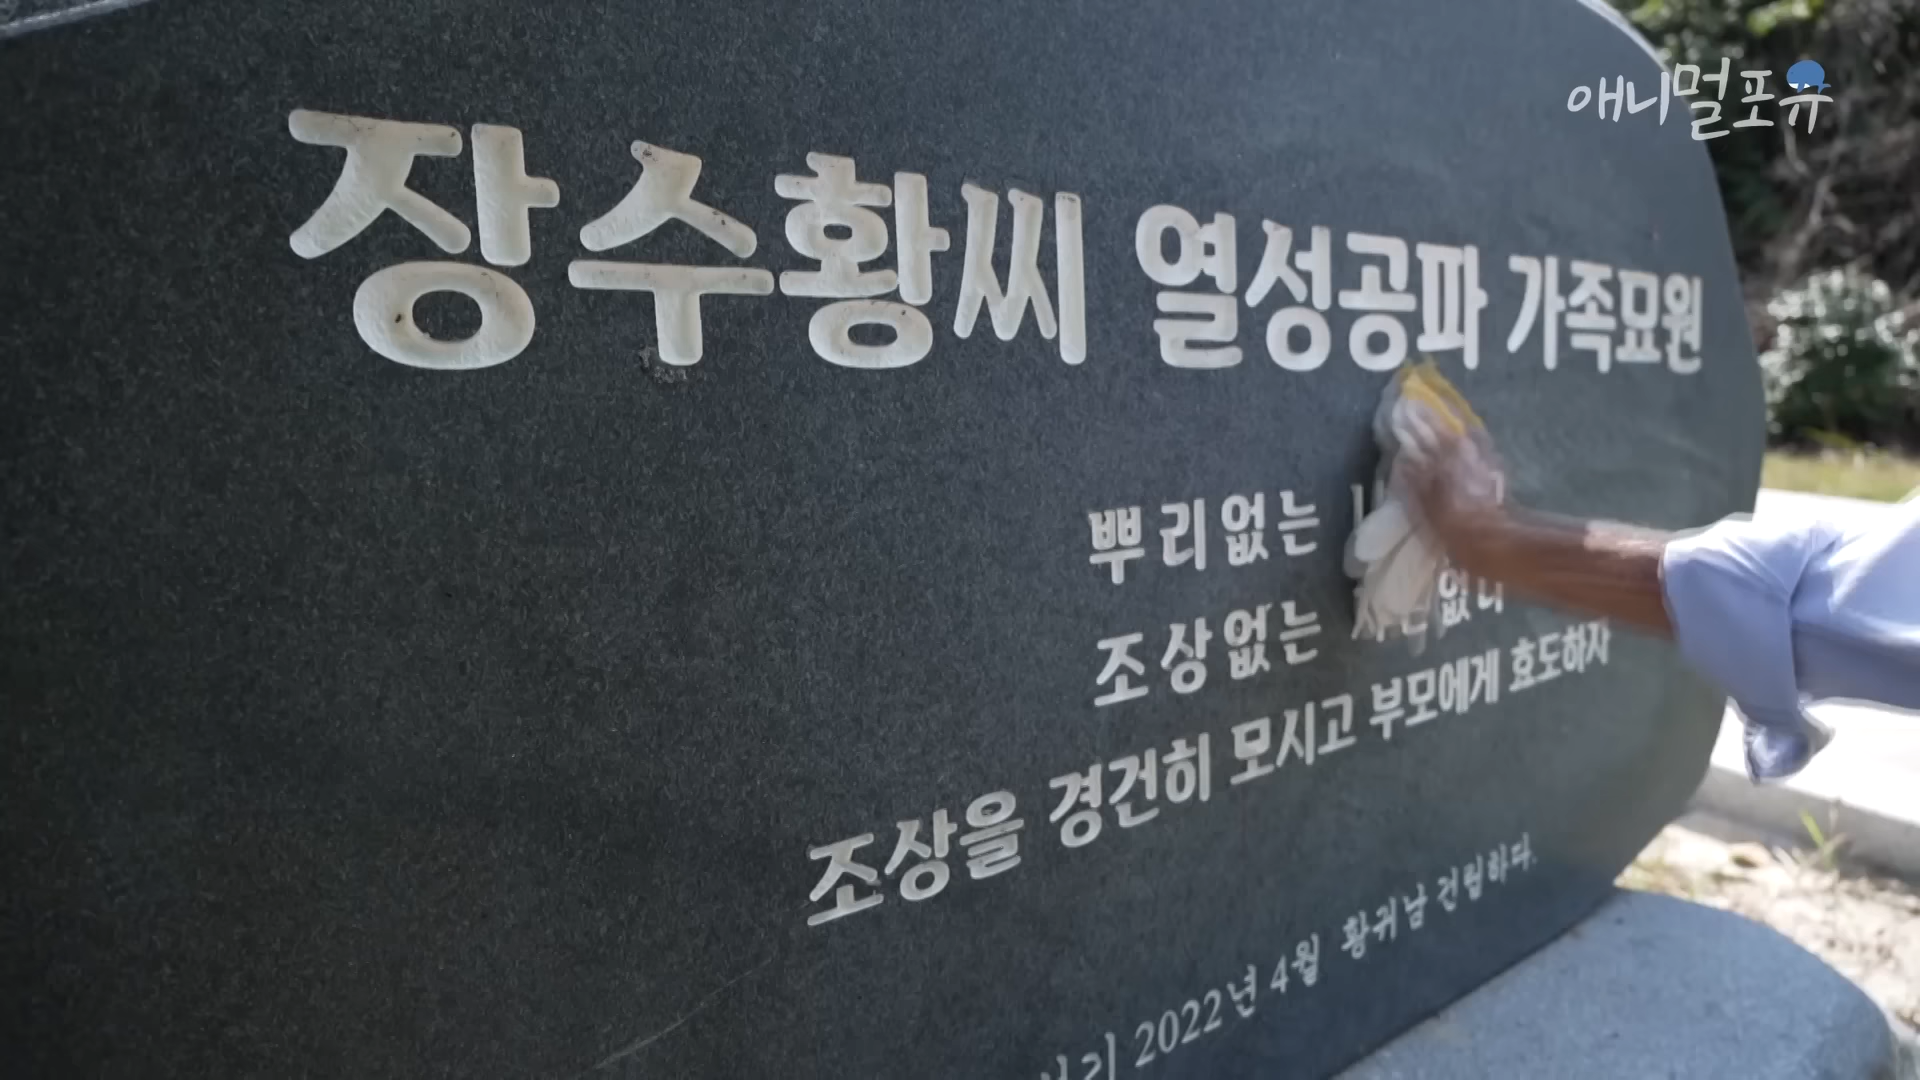 애니멀포유
장수황씨 열성공파 가족묘원
뿌리없는
조상없는 없다
조상을 경건히 모시고 부모에게 효도하자
2022년 4월 황귀남 건립하다.